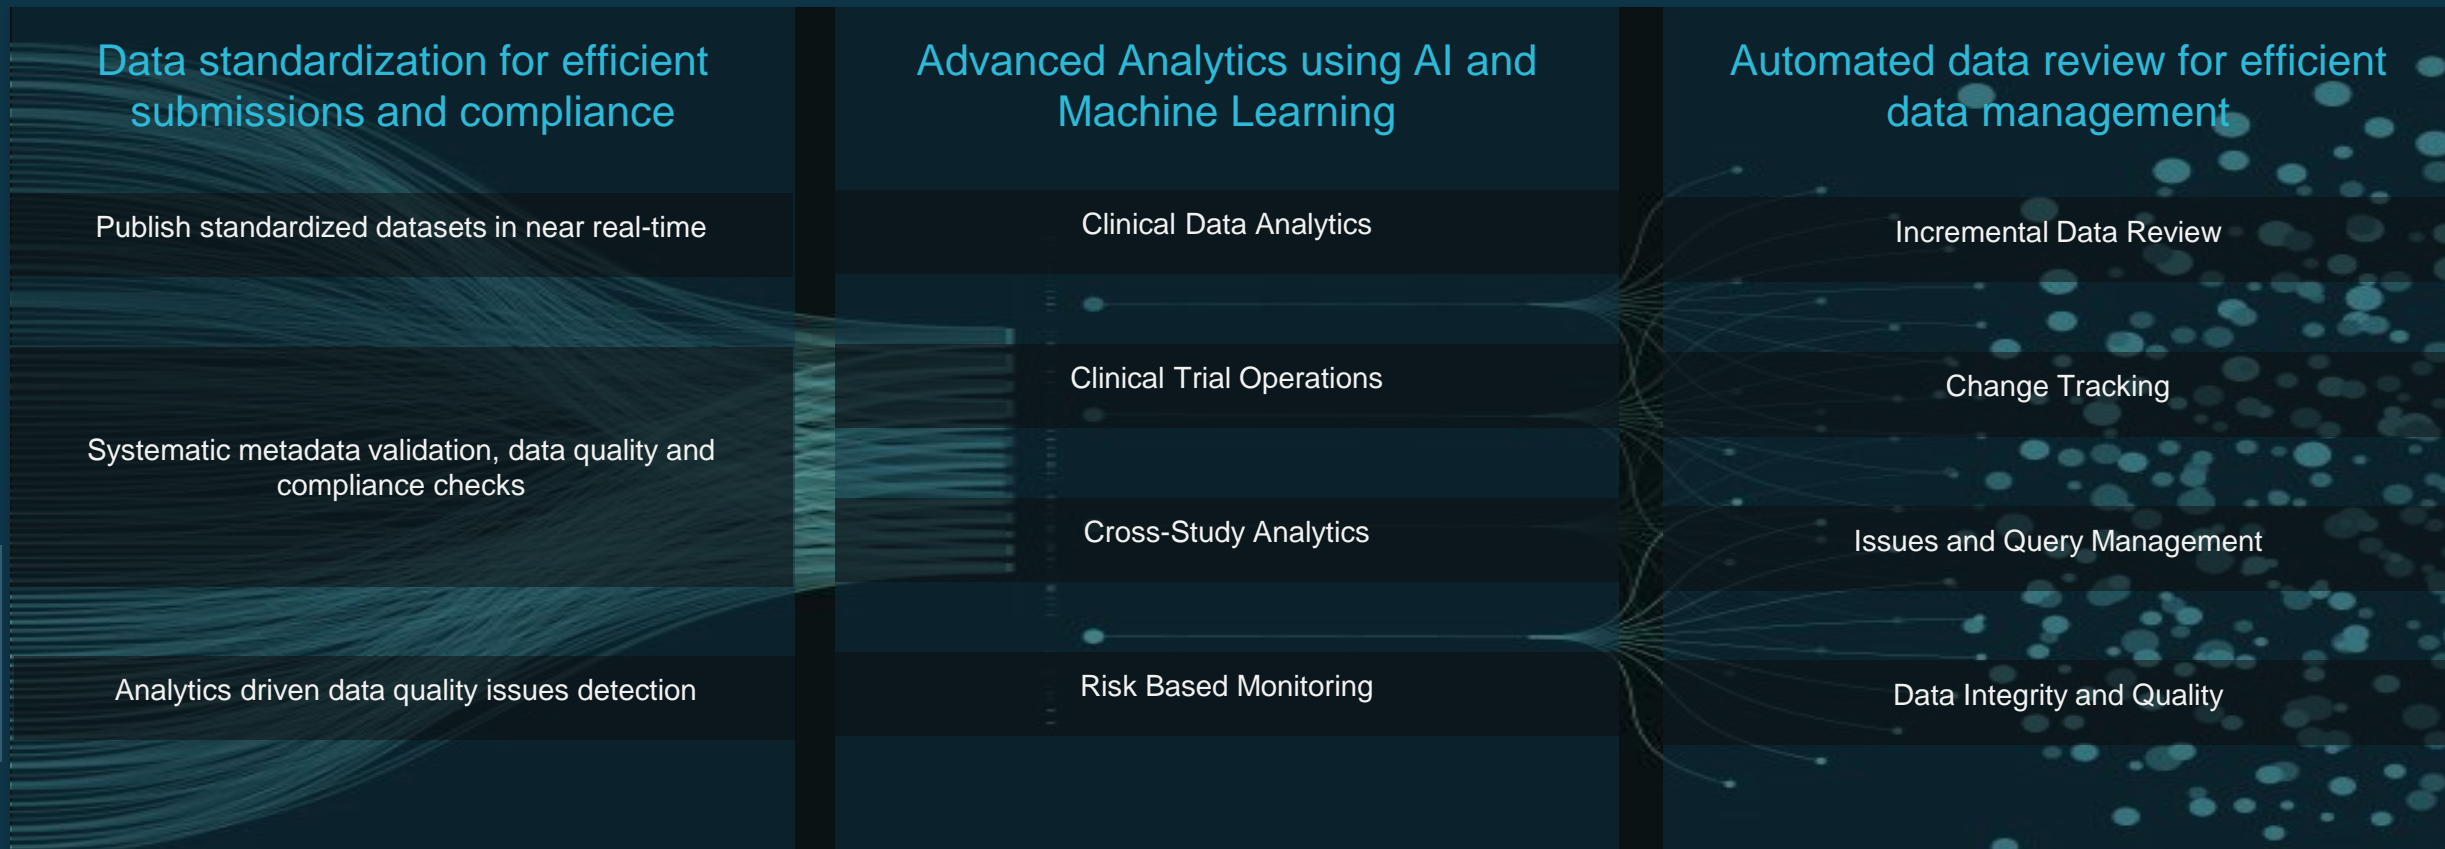 Data standardization for efficient
submissions and compliance
Publish standardized datasets in near real-time
Systematic metadata validation, data quality and
compliance checks
Analytics driven data quality issues detection
Advanced Analytics using AI and
Machine Learning
Clinical Data Analytics
Clinical Trial Operations
Cross-Study Analytics
Risk Based Monitoring
Automated data review for efficient
data management
Incremental Data Review
Change Tracking
Issues and Query Management
Data Integrity and Quality